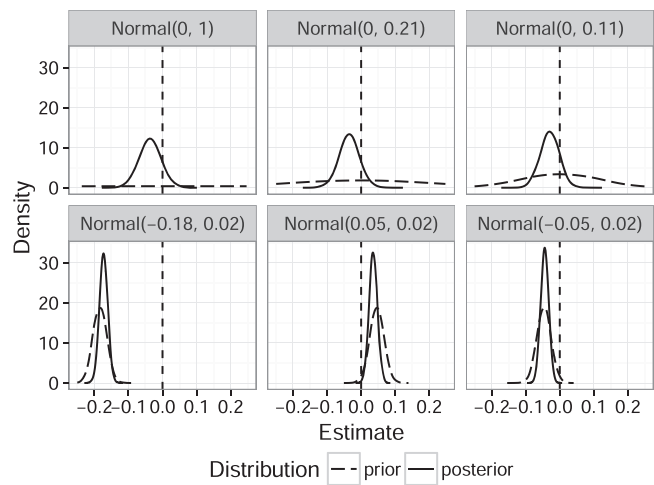 Normal(0, 1) Normal(0, 0.21) Normal(0, 0.11)
30
20
10
0
Density
Normal(−0.18, 0.02) Normal(0.05, 0.02) Normal(−0.05, 0.02)
30
20
10
0
−0.2 −0.1 0.0 0.1 0.2 −0.2 −0.1 0.0 0.1 0.2 −0.2 −0.1 0.0 0.1 0.2
Estimate
Distribution prior posterior